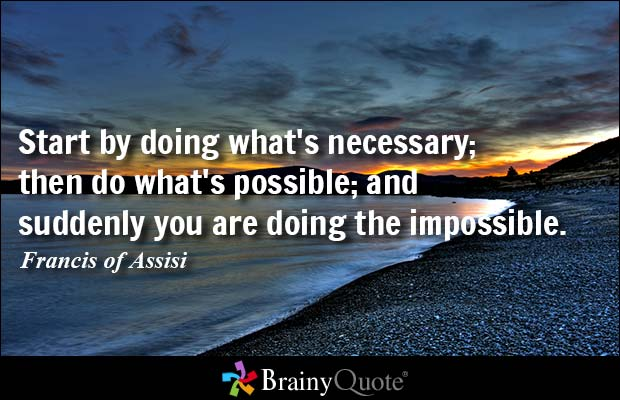 Start by doing what's necessary;
then do what's possible; and
suddenly you are doing the impossible.
Francis of Assisi
BrainyQuote®